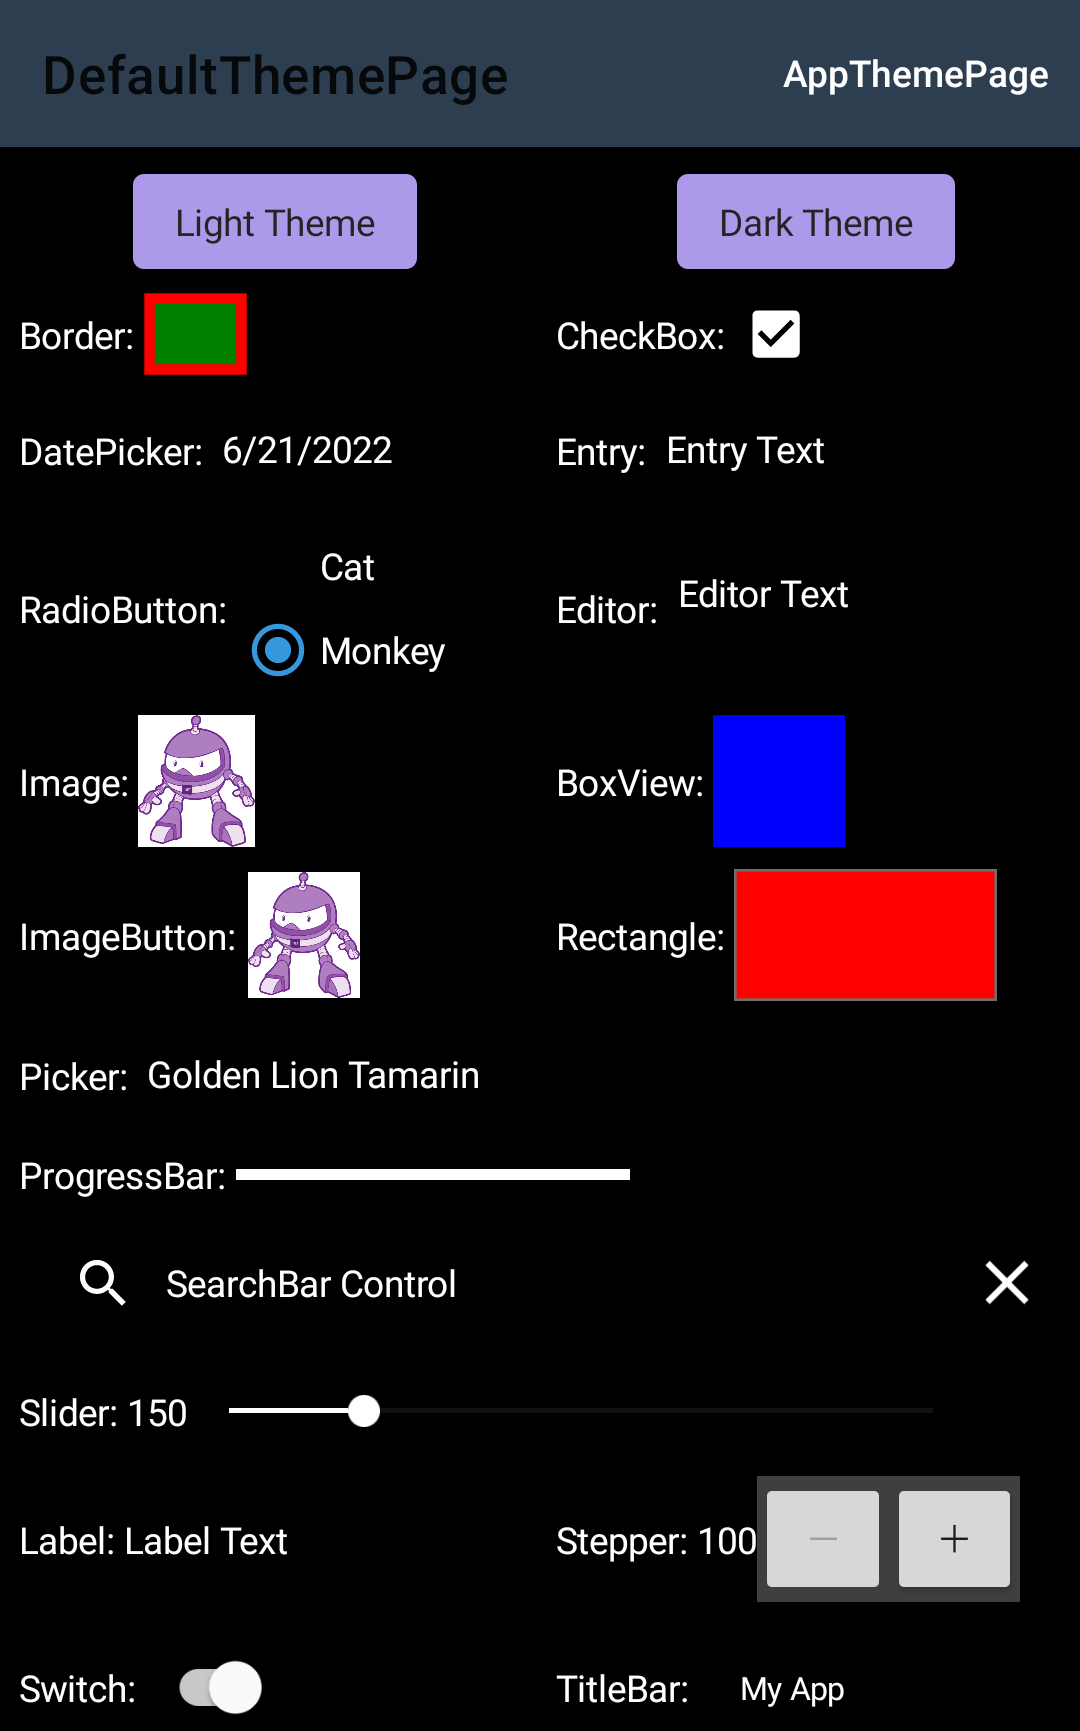 DefaultThemePage
AppThemePage
Light Theme
Dark Theme
Border:
CheckBox:
DatePicker: 6/21/2022
Entry: Entry Text
RadioButton:
Cat
Monkey
Editor: Editor Text
Image:
BoxView:
ImageButton:
Rectangle:
Picker: Golden Lion Tamarin
ProgressBar:
SearchBar Control
Slider: 150
Label: Label Text
Stepper: 100
Switch:
TitleBar: My App